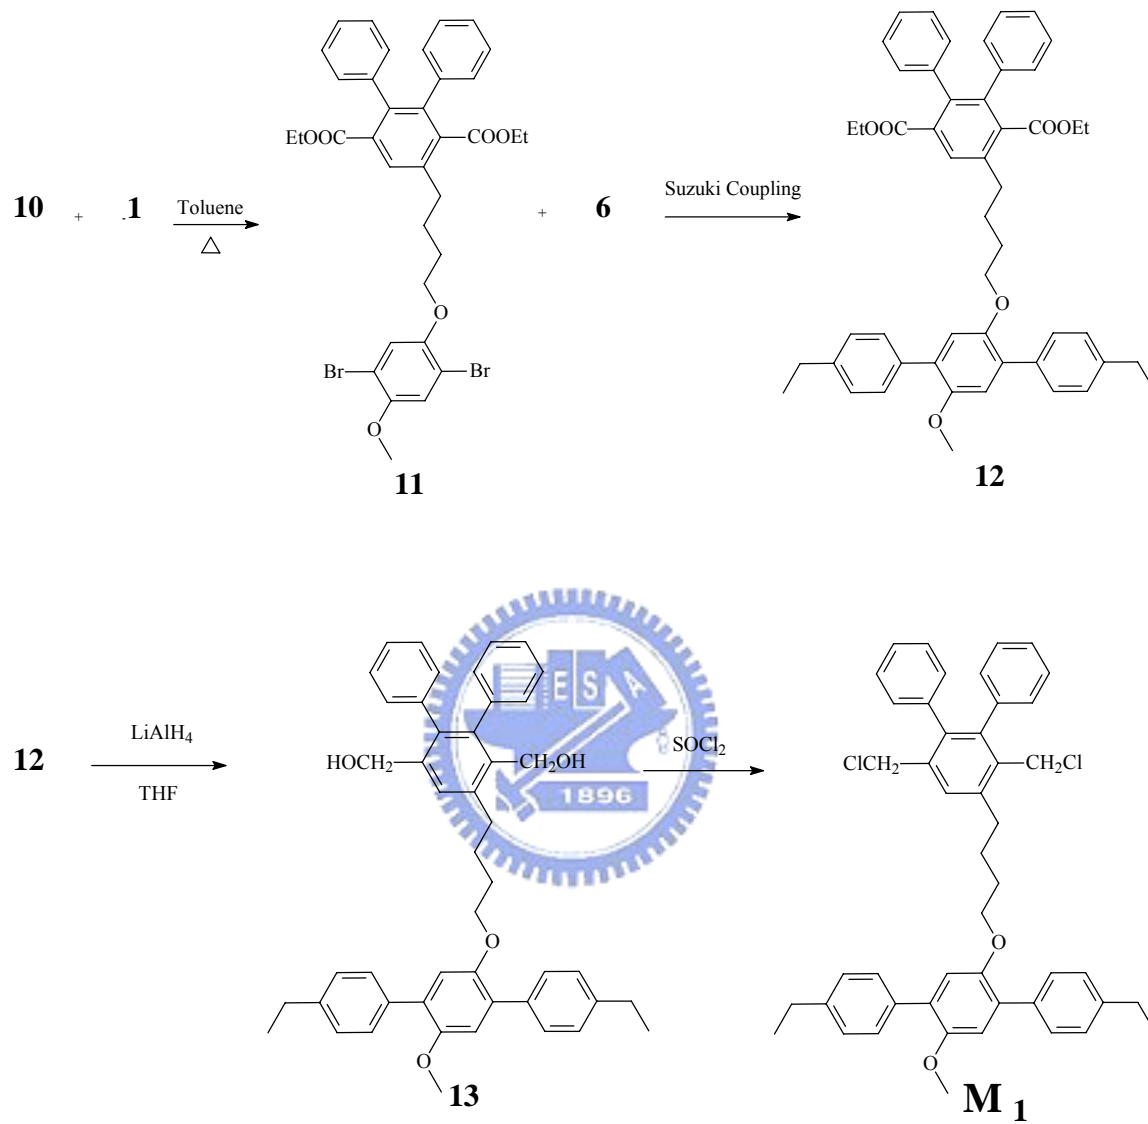 EtOOC COOEt
10 + 1 Toluene
△
O
Br Br
O
11
+ 6 Suzuki Coupling
EtOOC COOEt
O
O
12
12 LiAlH4
THF
E S A
1896
HOCH2 CH2OH
O
O
13
SOCl2
ClCH2 CH2Cl
O
O
M 1